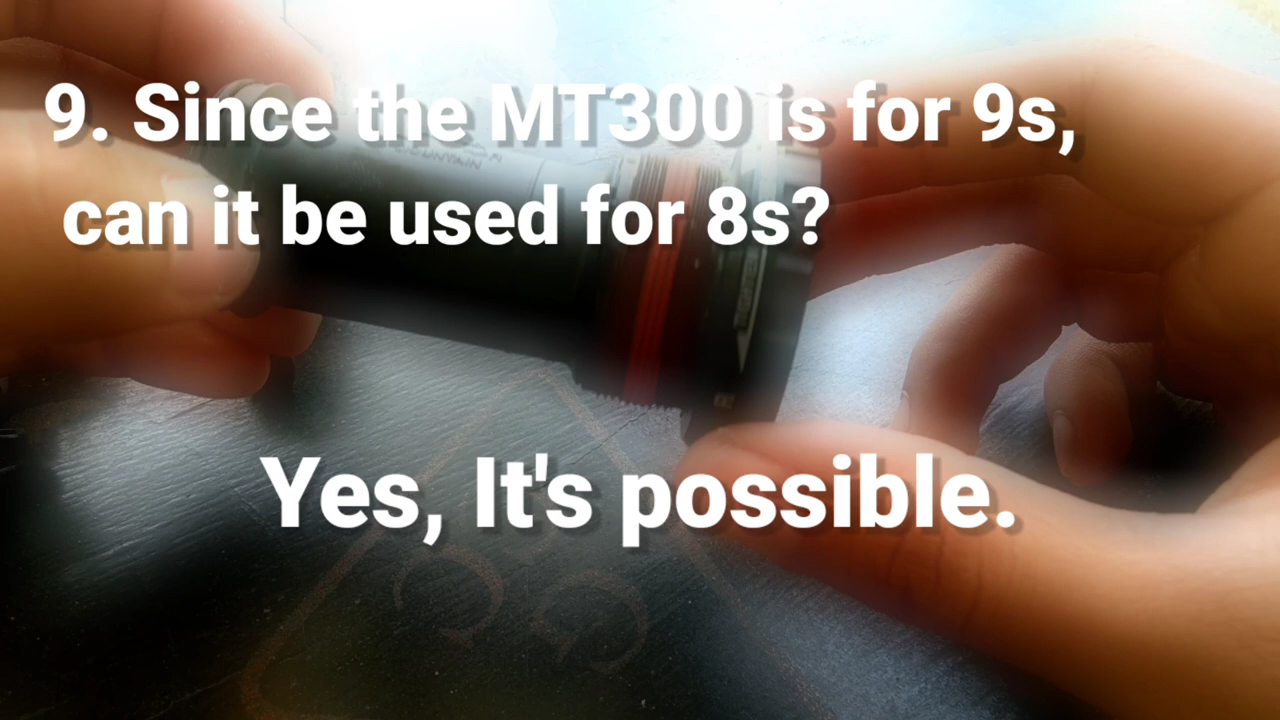 9. Since the MT300 is for 9s,
can it be used for 8s?
Yes, It's possible.